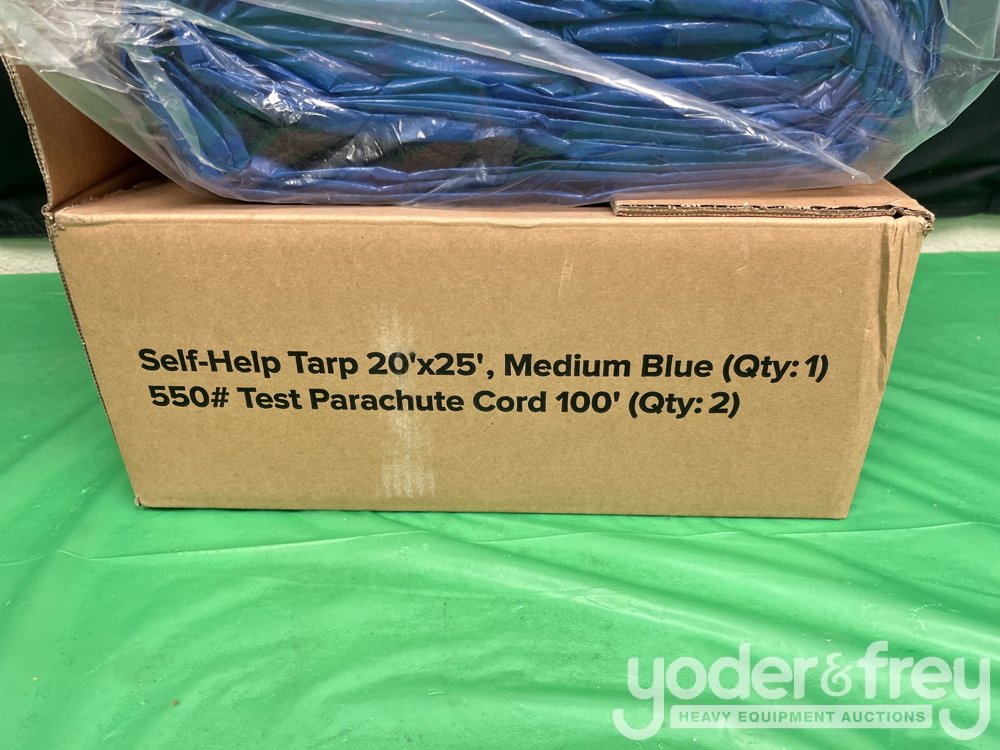 Self-Help Tarp 20'x25', Medium Blue (Qty: 1)
550# Test Parachute Cord 100' (Qty: 2)
yoder&frey
HEAVY EQUIPMENT AUCTIONS